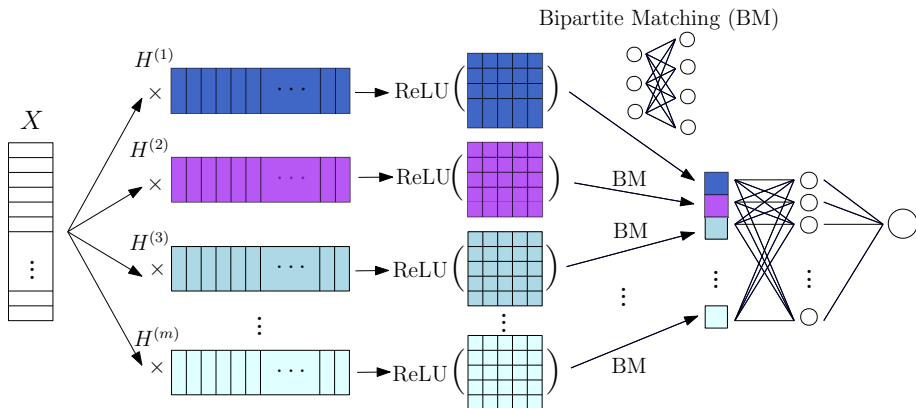 Bipartite Matching (BM)
X
H^{(1)}
× ··· ReLU ( )
H^{(2)}
× ··· ReLU ( )
BM
H^{(3)}
× ··· ReLU ( )
BM
⋮ ⋮ ⋮ ⋮ ⋮ ⋮
H^{(m)}
× ··· ReLU ( )
BM